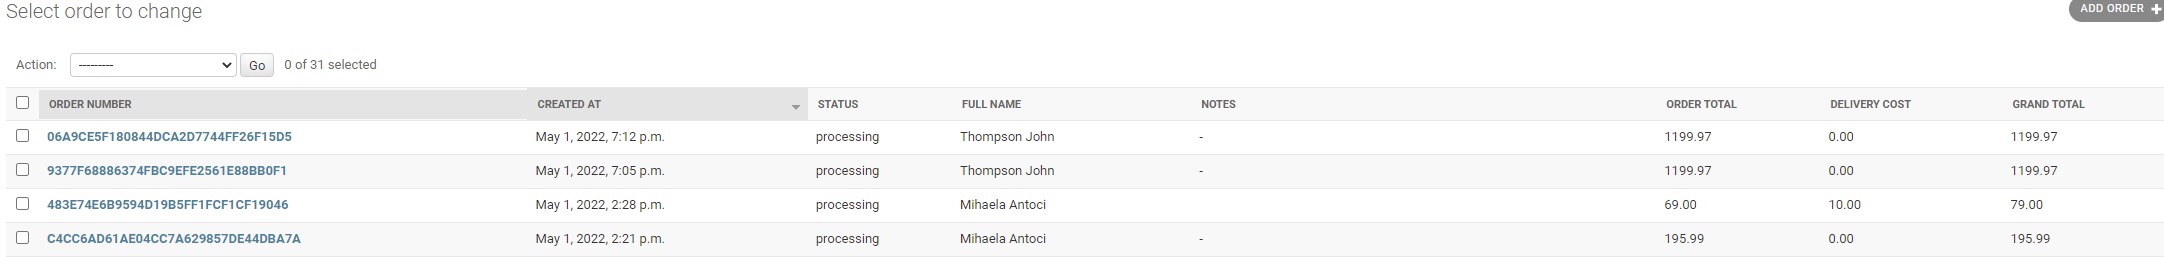 Select order to change
ADD ORDER +
Action: --------- Go 0 of 31 selected
ORDER NUMBER CREATED AT STATUS FULL NAME NOTES ORDER TOTAL DELIVERY COST GRAND TOTAL
06A9CE5F180844DCA2D7744FF26F15D5 May 1, 2022, 7:12 p.m. processing Thompson John - 1199.97 0.00 1199.97
9377F68886374FBC9EFE2561E88BB0F1 May 1, 2022, 7:05 p.m. processing Thompson John - 1199.97 0.00 1199.97
483E74E6B9594D19B5FF1FCF1CF19046 May 1, 2022, 2:28 p.m. processing Mihaela Antoci 69.00 10.00 79.00
C4CC6AD61AE04CC7A629857DE44DBA7A May 1, 2022, 2:21 p.m. processing Mihaela Antoci - 195.99 0.00 195.99